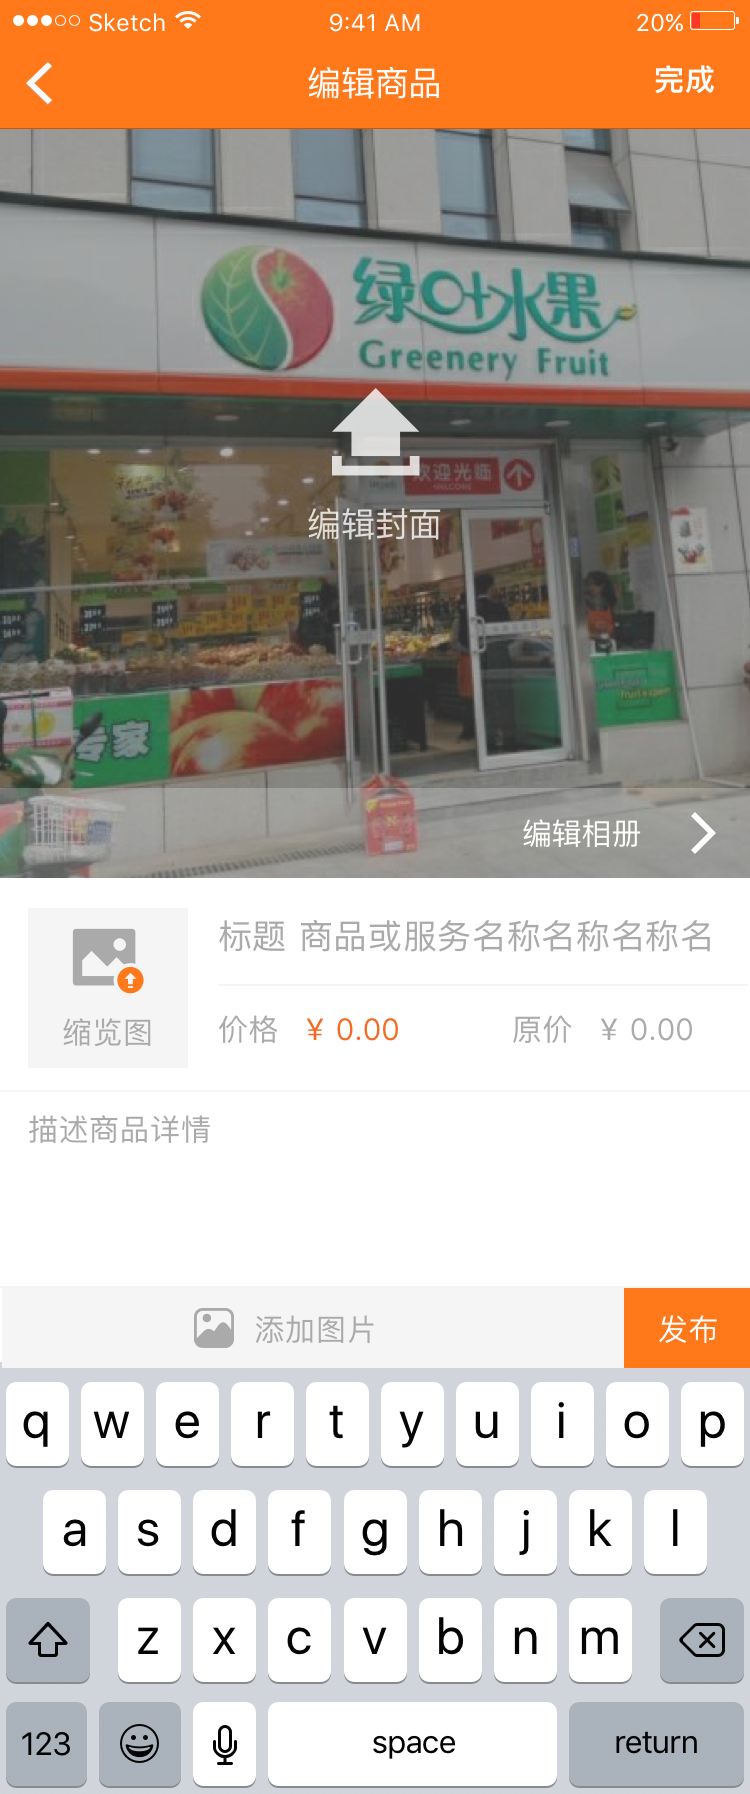 Sketch 9:41 AM 20%
编辑商品 完成
绿叶水果
Greenery Fruit
欢迎光临
WELCOME
编辑封面
专家
编辑相册
标题 商品或服务名称名称名称名
缩览图
价格 ¥ 0.00 原价 ¥ 0.00
描述商品详情
添加图片 发布
q w e r t y u i o p
a s d f g h j k l
z x c v b n m
123 space return